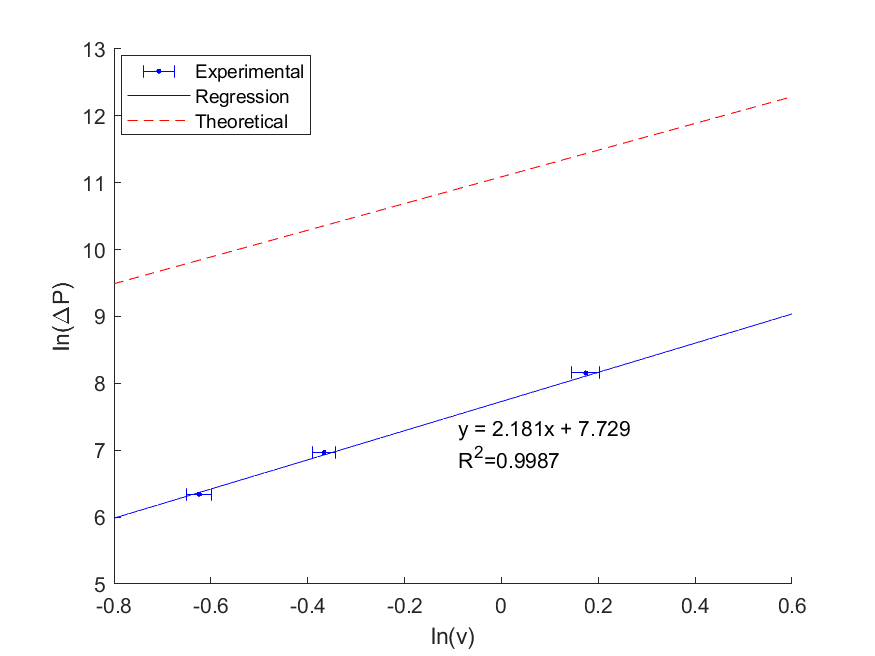 13
12
11
10
9
8
7
6
5
-0.8
-0.6
-0.4
-0.2
0
0.2
0.4
0.6
ln(v)
ln(ΔP)
Experimental
Regression
Theoretical
y = 2.181x + 7.729
R²=0.9987